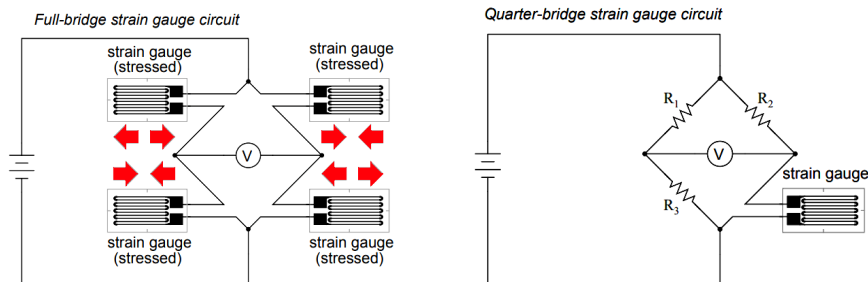 Full-bridge strain gauge circuit
strain gauge
(stressed)
strain gauge
(stressed)
V
strain gauge
(stressed)
strain gauge
(stressed)
Quarter-bridge strain gauge circuit
R1
R2
V
strain gauge
R3